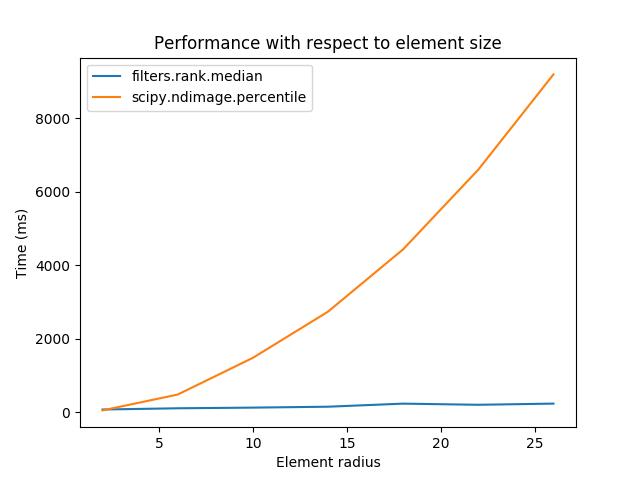 Performance with respect to element size
filters.rank.median
scipy.ndimage.percentile
Time (ms)
8000
6000
4000
2000
0
5
10
15
20
25
Element radius